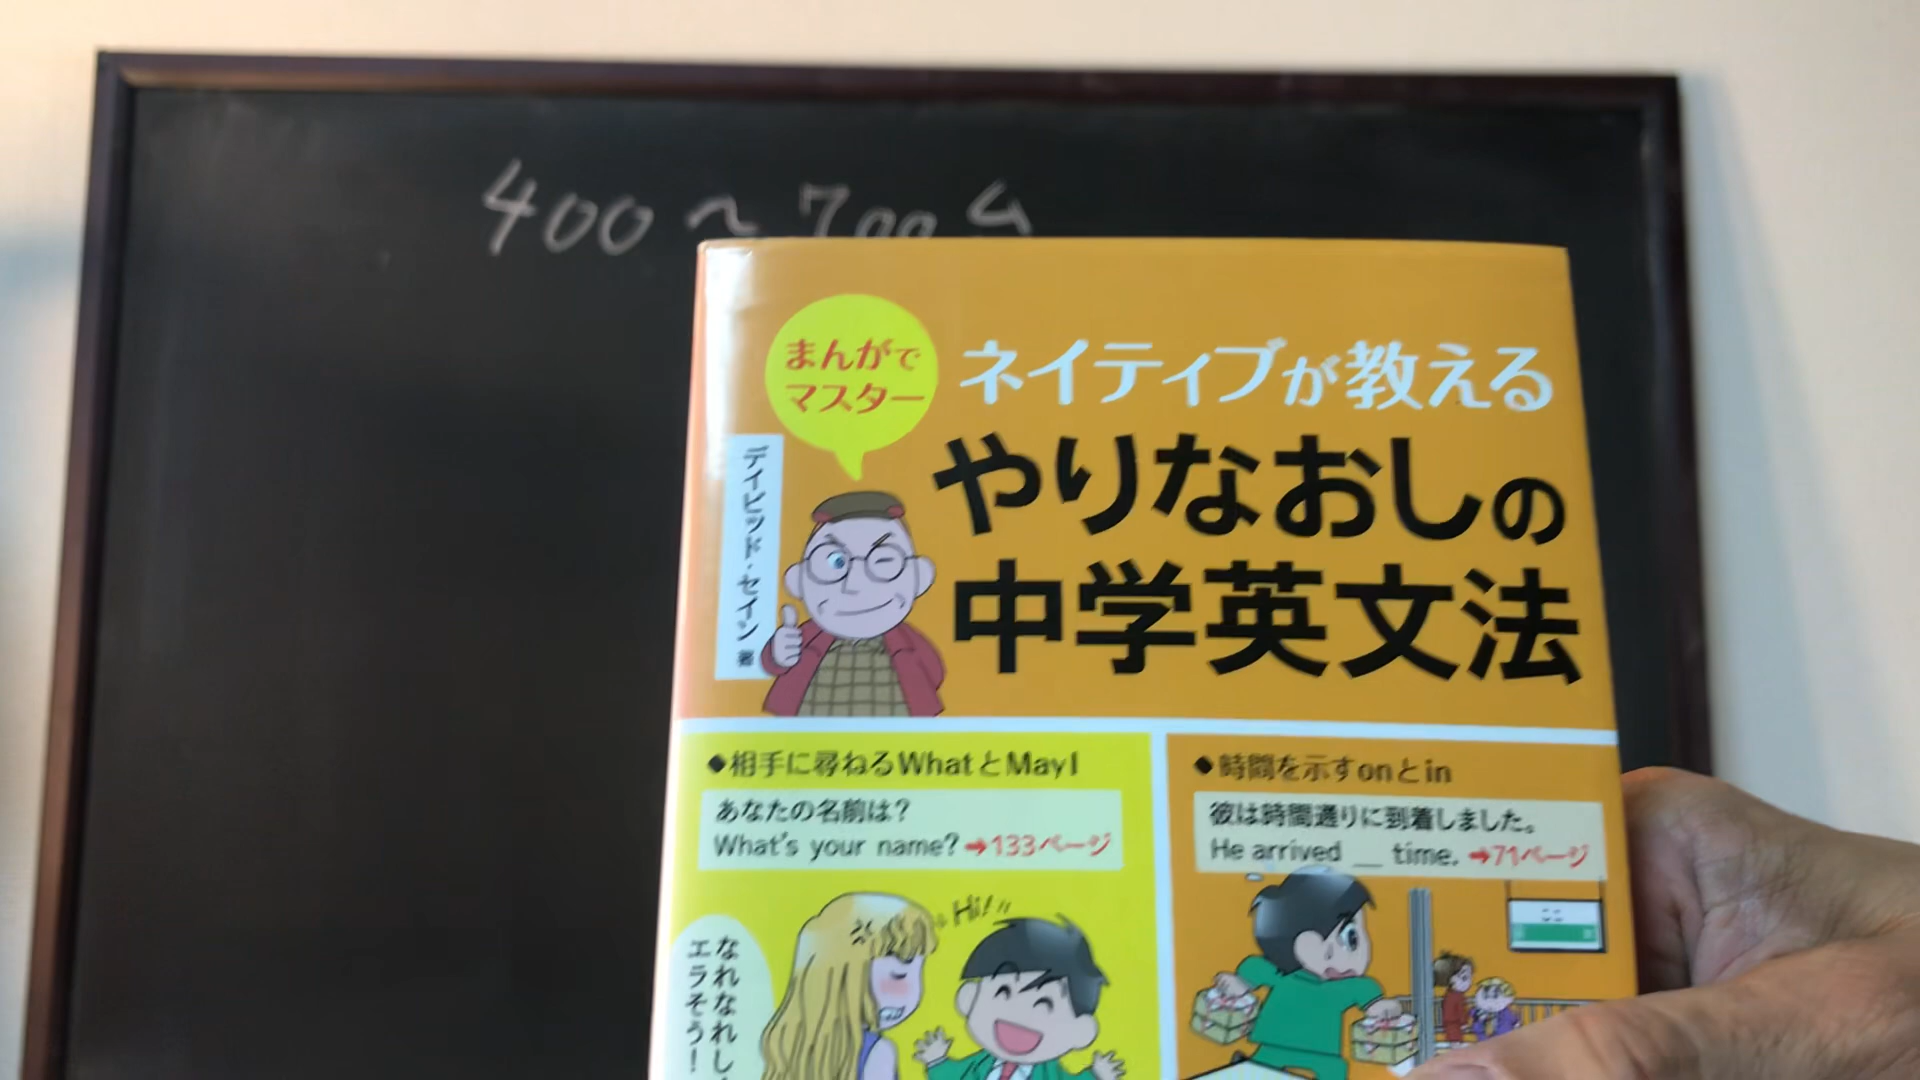 400～700
まんがで
マスター
ネイティブが教える
やりなおしの
中学英文法
デイビッド・セイン 著
●相手に尋ねるWhatとMay I
あなたの名前は？
What's your name? ➔133ページ
Hi!
なれなれし
エラそう！
●時間を示すonとin
彼は時間通りに到着しました。
He arrived __ time. ➔71ページ